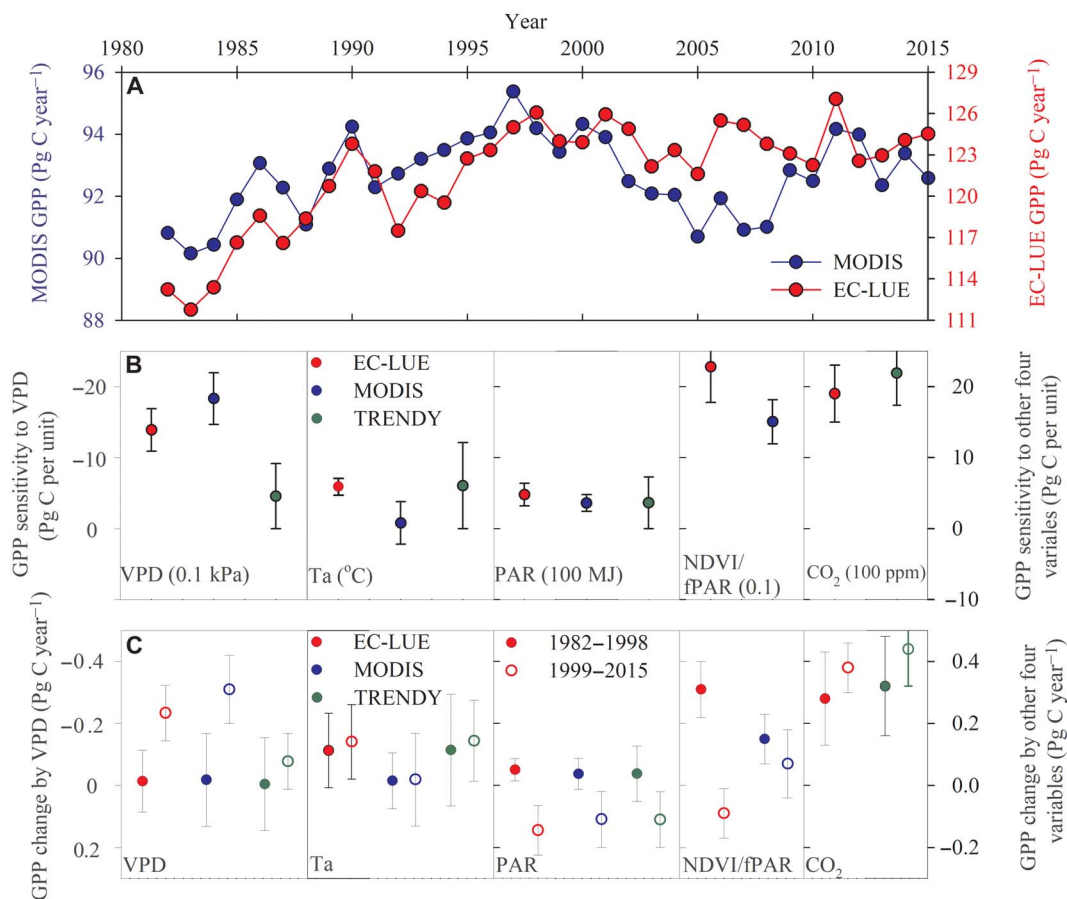 Year
1980 1985 1990 1995 2000 2005 2010 2015
A
96
94
92
90
88
MODIS GPP (Pg C year⁻¹)
129
126
123
120
117
114
111
EC-LUE GPP (Pg C year⁻¹)
MODIS
EC-LUE
B
EC-LUE
MODIS
TRENDY
−20
−10
0
GPP sensitivity to VPD
(Pg C per unit)
20
10
0
−10
GPP sensitivity to other four
variales (Pg C per unit)
VPD (0.1 kPa)
Ta (°C)
PAR (100 MJ)
NDVI/
fPAR (0.1)
CO₂ (100 ppm)
C
EC-LUE
MODIS
TRENDY
1982−1998
1999−2015
−0.4
−0.2
0
0.2
GPP change by VPD (Pg C year⁻¹)
0.4
0.2
0.0
−0.2
GPP change by other four
variables (Pg C year⁻¹)
VPD
Ta
PAR
NDVI/fPAR
CO₂